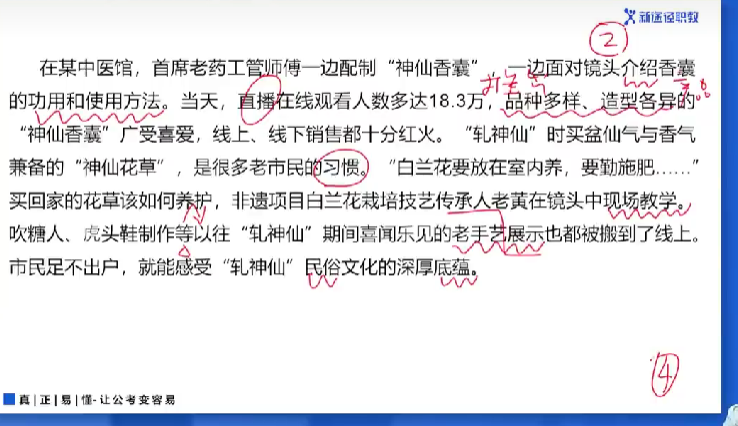 新途径职教
②
在某中医馆，首席老药工管师傅一边配制“神仙香囊”，一边面对镜头介绍香囊
的功用和使用方法。当天，直播在线观看人数多达18.3万，品种多样、造型各异的
“神仙香囊”广受喜爱，线上、线下销售都十分红火。“轧神仙”时买盆仙气与香气
兼备的“神仙花草”，是很多老市民的习惯。“白兰花要放在室内养，要勤施肥……”
买回家的花草该如何养护，非遗项目白兰花栽培技艺传承人老黄在镜头中现场教学。
吹糖人、虎头鞋制作等以往“轧神仙”期间喜闻乐见的老手艺展示也都被搬到了线上。
市民足不出户，就能感受“轧神仙”民俗文化的深厚底蕴。
④
真|正|易|懂-让公考变容易